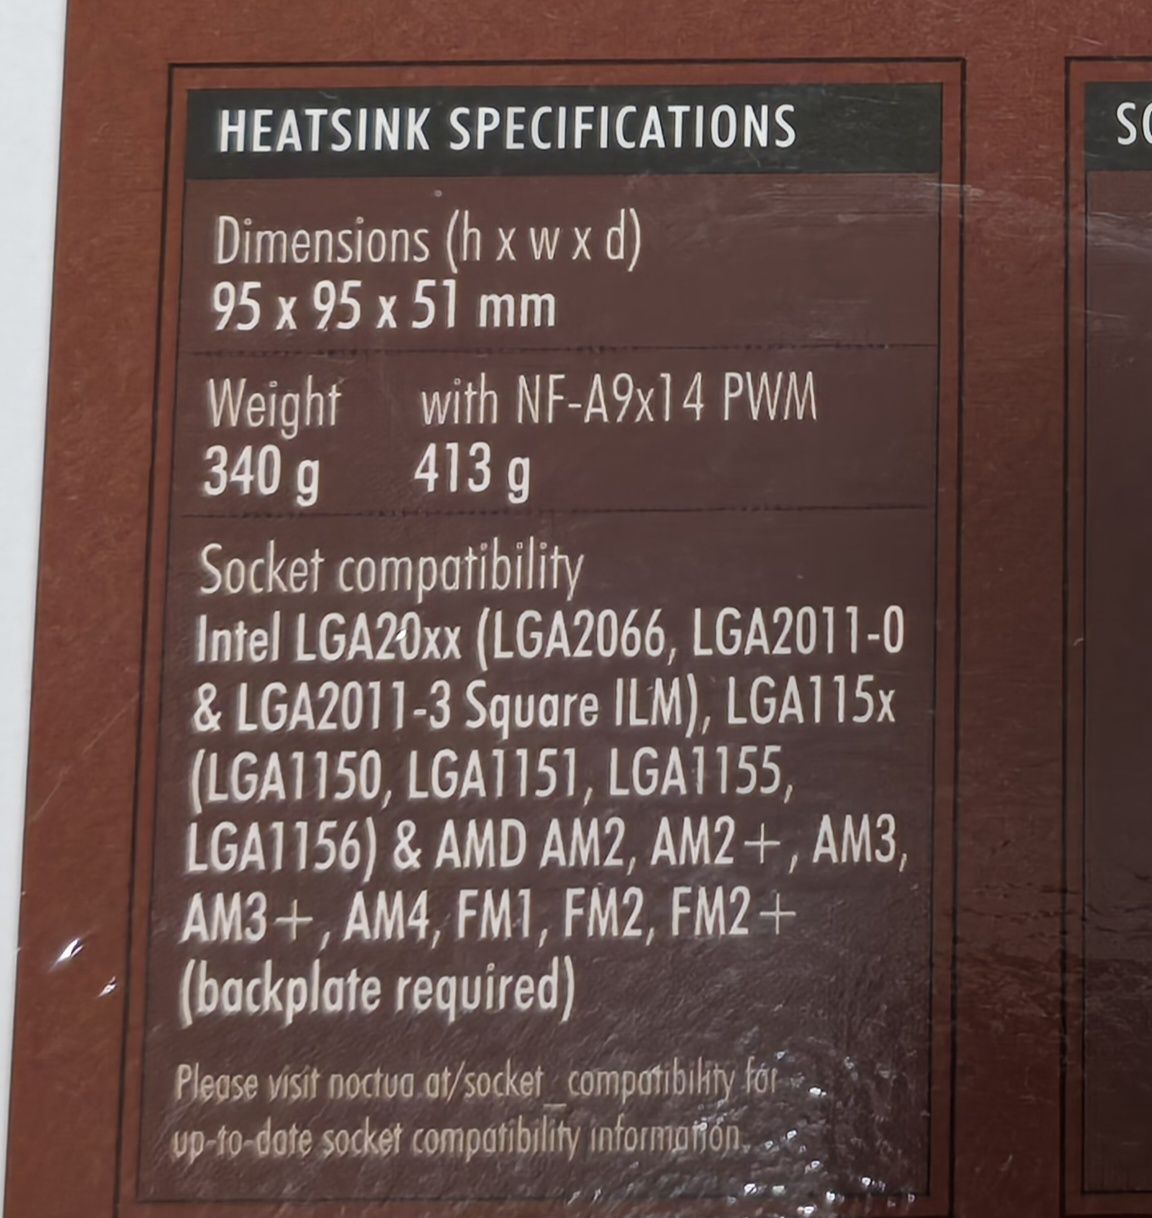 HEATSINK SPECIFICATIONS
Dimensions (h x w x d)
95 x 95 x 51 mm
Weight with NF-A9x14 PWM
340 g 413 g
Socket compatibility
Intel LGA20xx (LGA2066, LGA2011-0
& LGA2011-3 Square ILM), LGA115x
(LGA1150, LGA1151, LGA1155,
LGA1156) & AMD AM2, AM2+, AM3,
AM3+, AM4, FM1, FM2, FM2+
(backplate required)
Please visit noctua at/socket_compatibility for
up-to-date socket compatibility information.